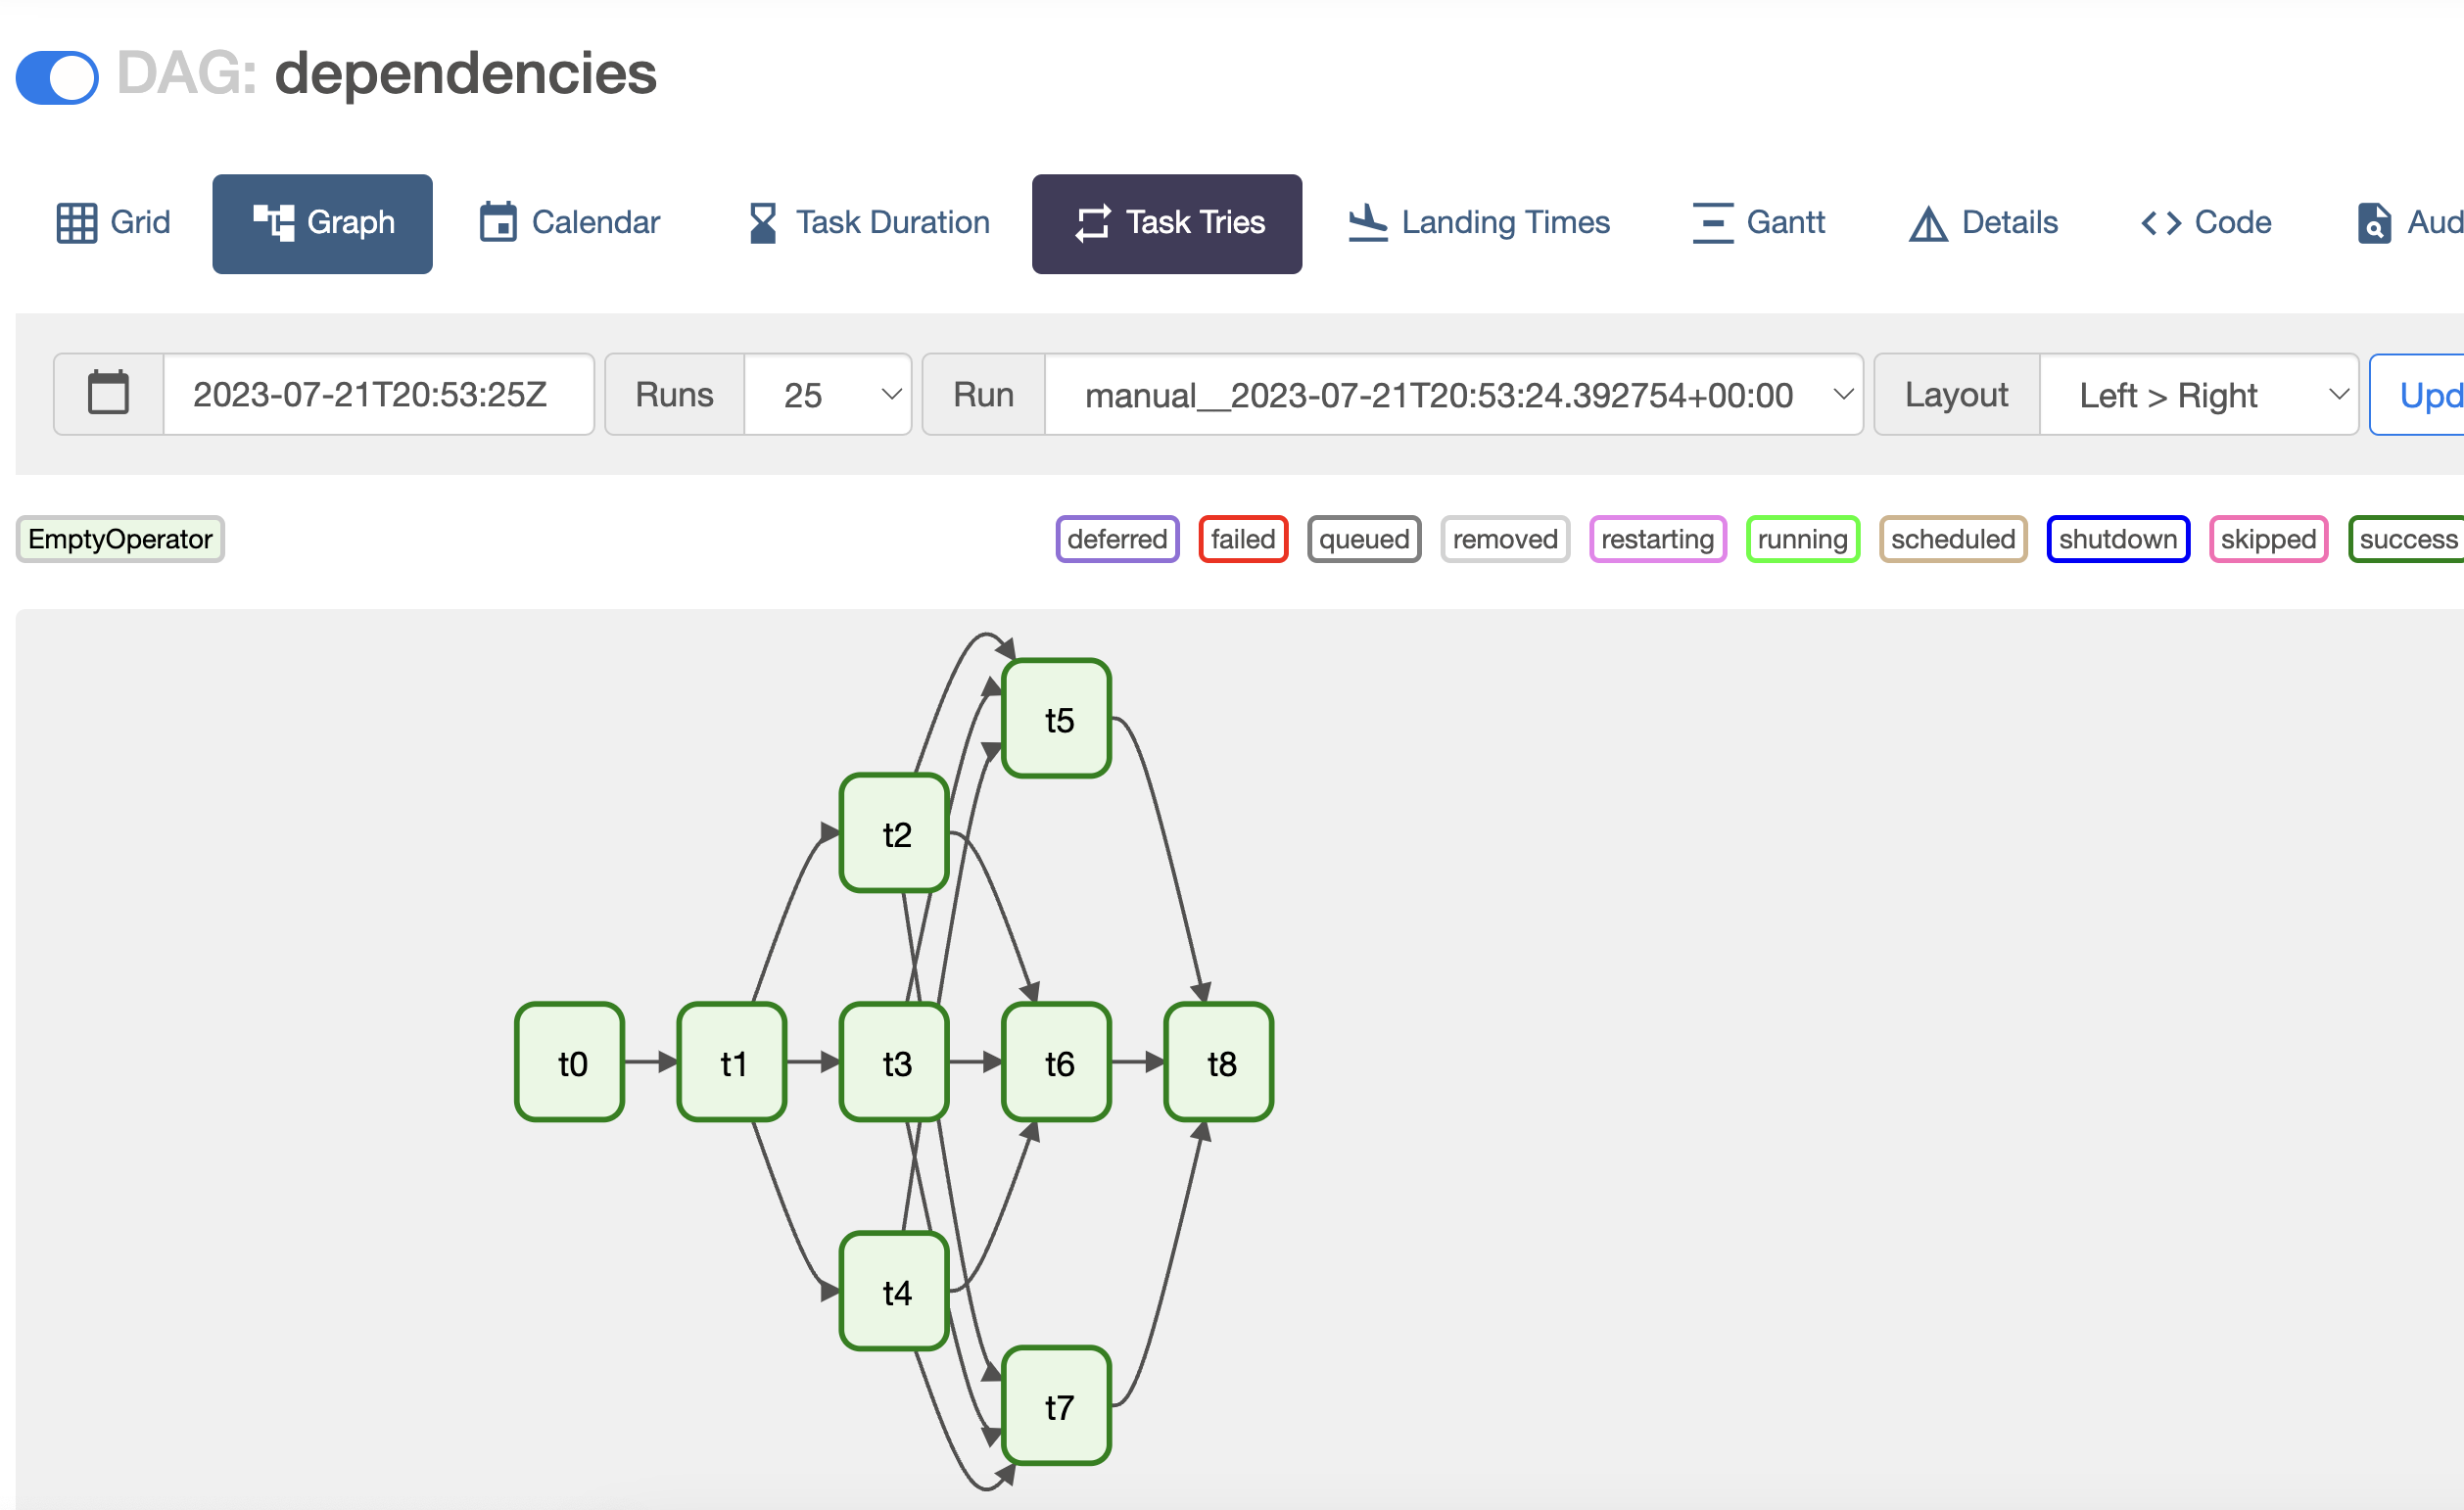 DAG: dependencies
Grid Graph Calendar Task Duration Task Tries Landing Times Gantt Details Code Aud
2023-07-21T20:53:25Z Runs 25 Run manual__2023-07-21T20:53:24.392754+00:00 Layout Left > Right Upd
EmptyOperator deferred failed queued removed restarting running scheduled shutdown skipped success
t5
t2
t0 t1 t3 t6 t8
t4
t7